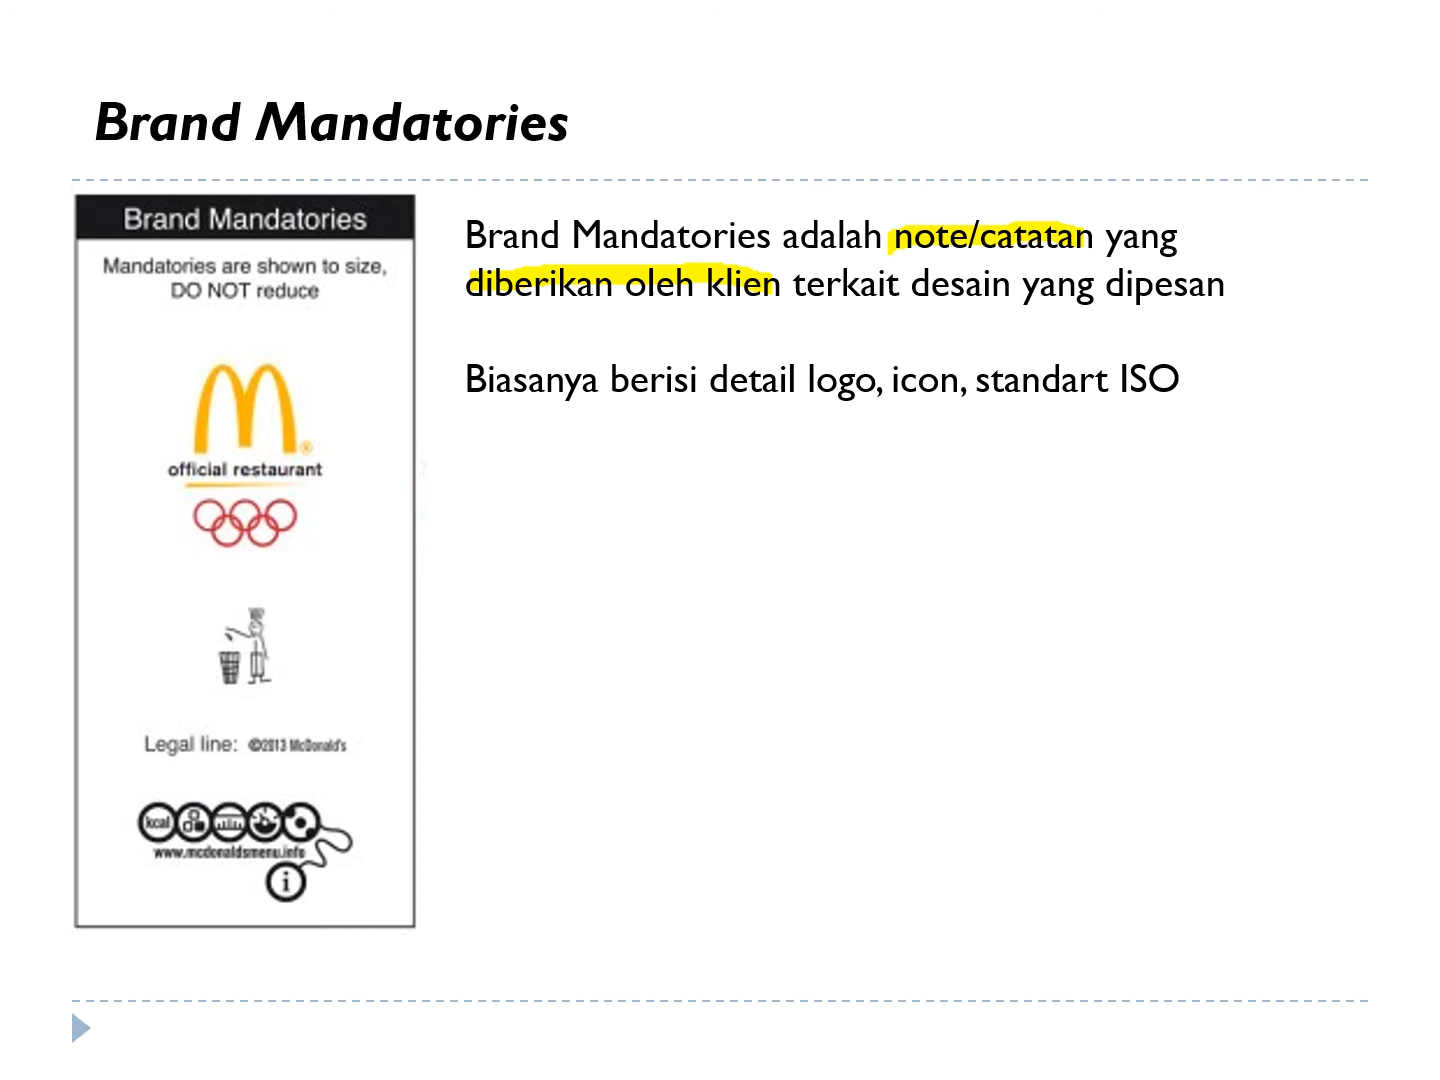 Brand Mandatories
Brand Mandatories
Mandatories are shown to size,
DO NOT reduce
M®
official restaurant
Legal line: ©2013 McDonald's
kcal
www.mcdonaldsmenu.info
i
Brand Mandatories adalah note/catatan yang
diberikan oleh klien terkait desain yang dipesan
Biasanya berisi detail logo, icon, standart ISO